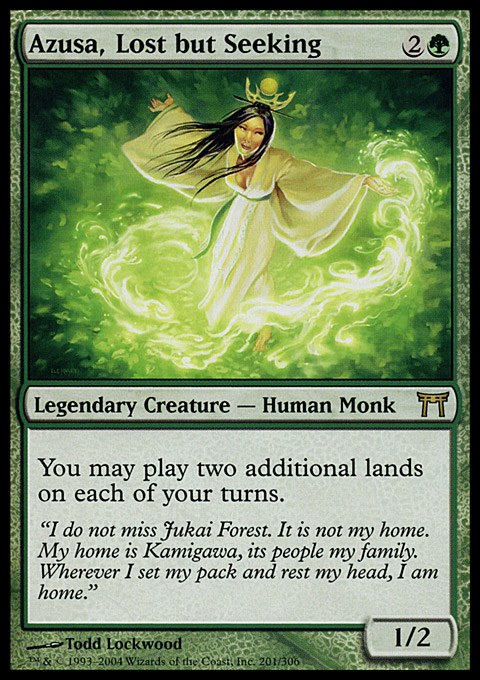 Azusa, Lost but Seeking 2
Legendary Creature — Human Monk
You may play two additional lands
on each of your turns.
“I do not miss Jukai Forest. It is not my home.
My home is Kamigawa, its people my family.
Wherever I set my pack and rest my head, I am
home.”
1/2
Todd Lockwood
™ & © 1993–2004 Wizards of the Coast, Inc. 201/306